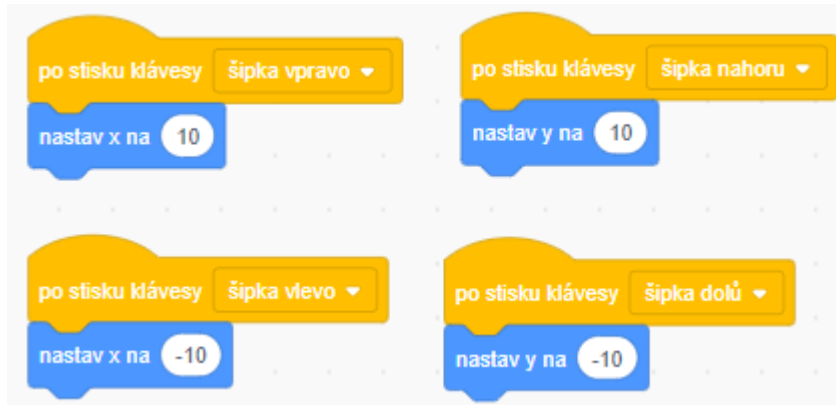 po stisku klávesy šipka vpravo
nastav x na 10
po stisku klávesy šipka nahoru
nastav y na 10
po stisku klávesy šipka vlevo
nastav x na -10
po stisku klávesy šipka dolů
nastav y na -10